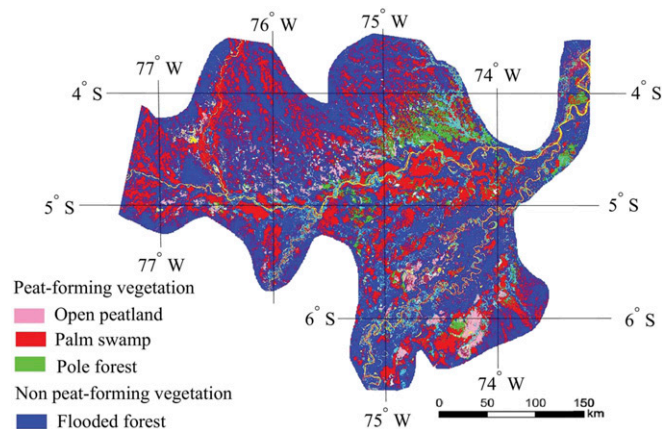 76° W
75° W
77° W
74° W
4° S
4° S
5° S
5° S
77° W
76° W
Peat-forming vegetation
Open peatland
Palm swamp
Pole forest
6° S
6° S
74° W
Non peat-forming vegetation
Flooded forest
75° W
0 50 100 150
km